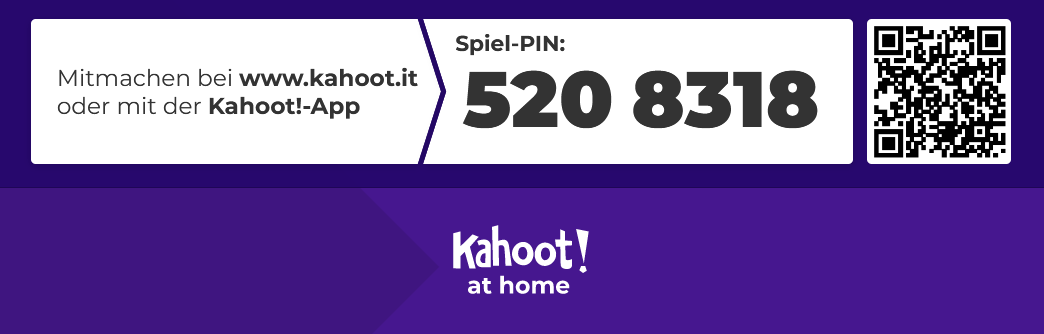 Mitmachen bei www.kahoot.it
oder mit der Kahoot!-App
Spiel-PIN:
520 8318
Kahoot!
at home